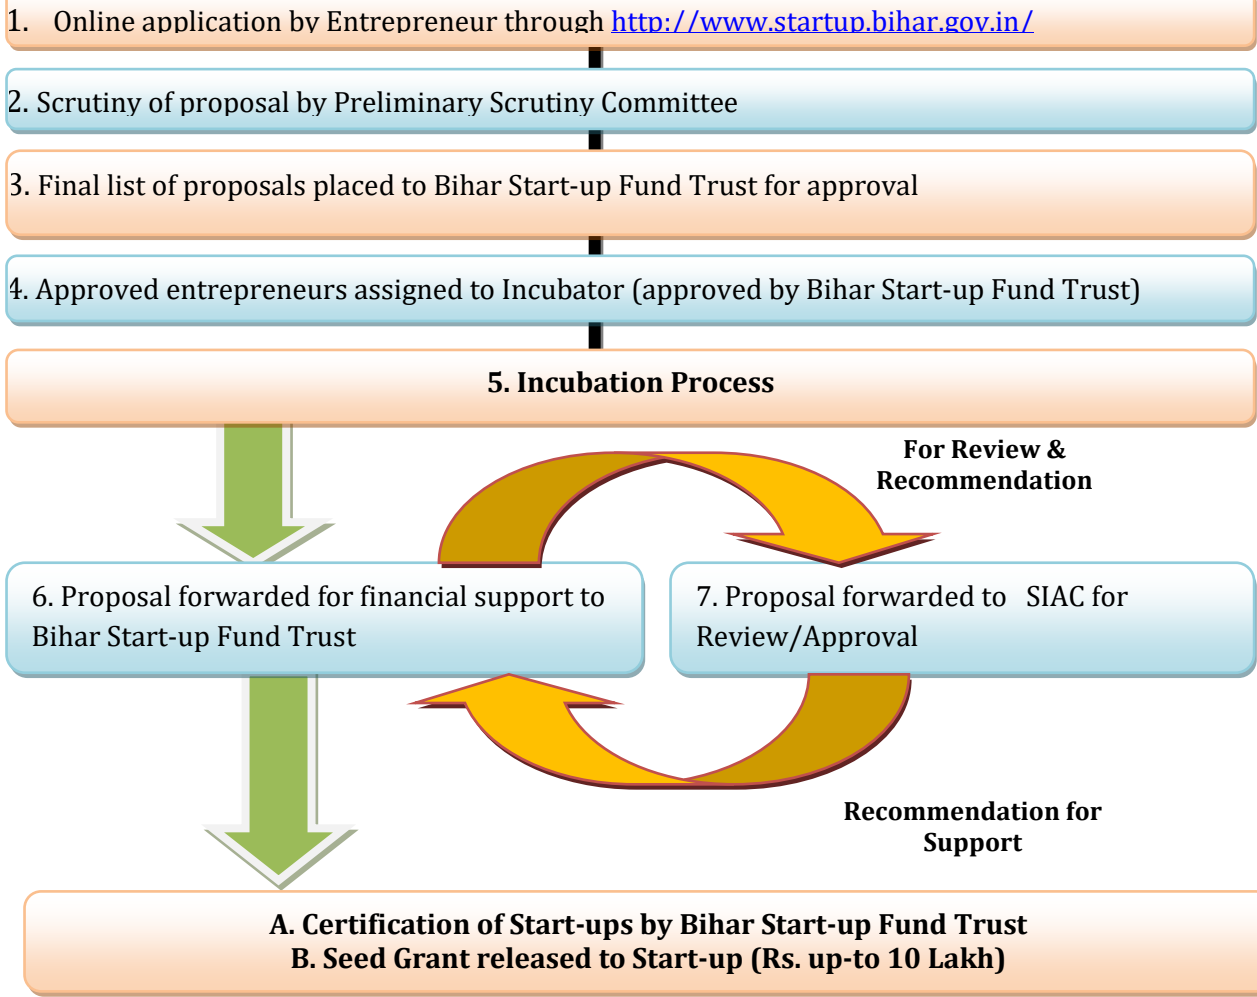 1. Online application by Entrepreneur through http://www.startup.bihar.gov.in/
2. Scrutiny of proposal by Preliminary Scrutiny Committee
3. Final list of proposals placed to Bihar Start-up Fund Trust for approval
4. Approved entrepreneurs assigned to Incubator (approved by Bihar Start-up Fund Trust)
5. Incubation Process
For Review &
Recommendation
6. Proposal forwarded for financial support to
Bihar Start-up Fund Trust
7. Proposal forwarded to SIAC for
Review/Approval
Recommendation for
Support
A. Certification of Start-ups by Bihar Start-up Fund Trust
B. Seed Grant released to Start-up (Rs. up-to 10 Lakh)